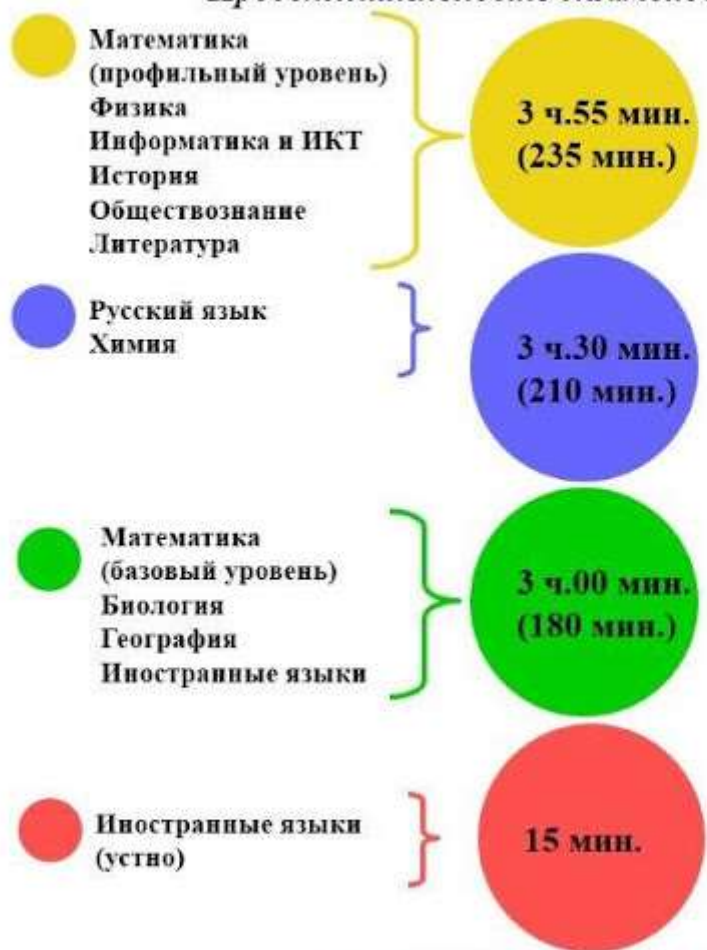 Математика
(профильный уровень)
Физика
Информатика и ИКТ
История
Обществознание
Литература
3 ч.55 мин.
(235 мин.)
Русский язык
Химия
3 ч.30 мин.
(210 мин.)
Математика
(базовый уровень)
Биология
География
Иностранные языки
3 ч.00 мин.
(180 мин.)
Иностранные языки
(устно)
15 мин.